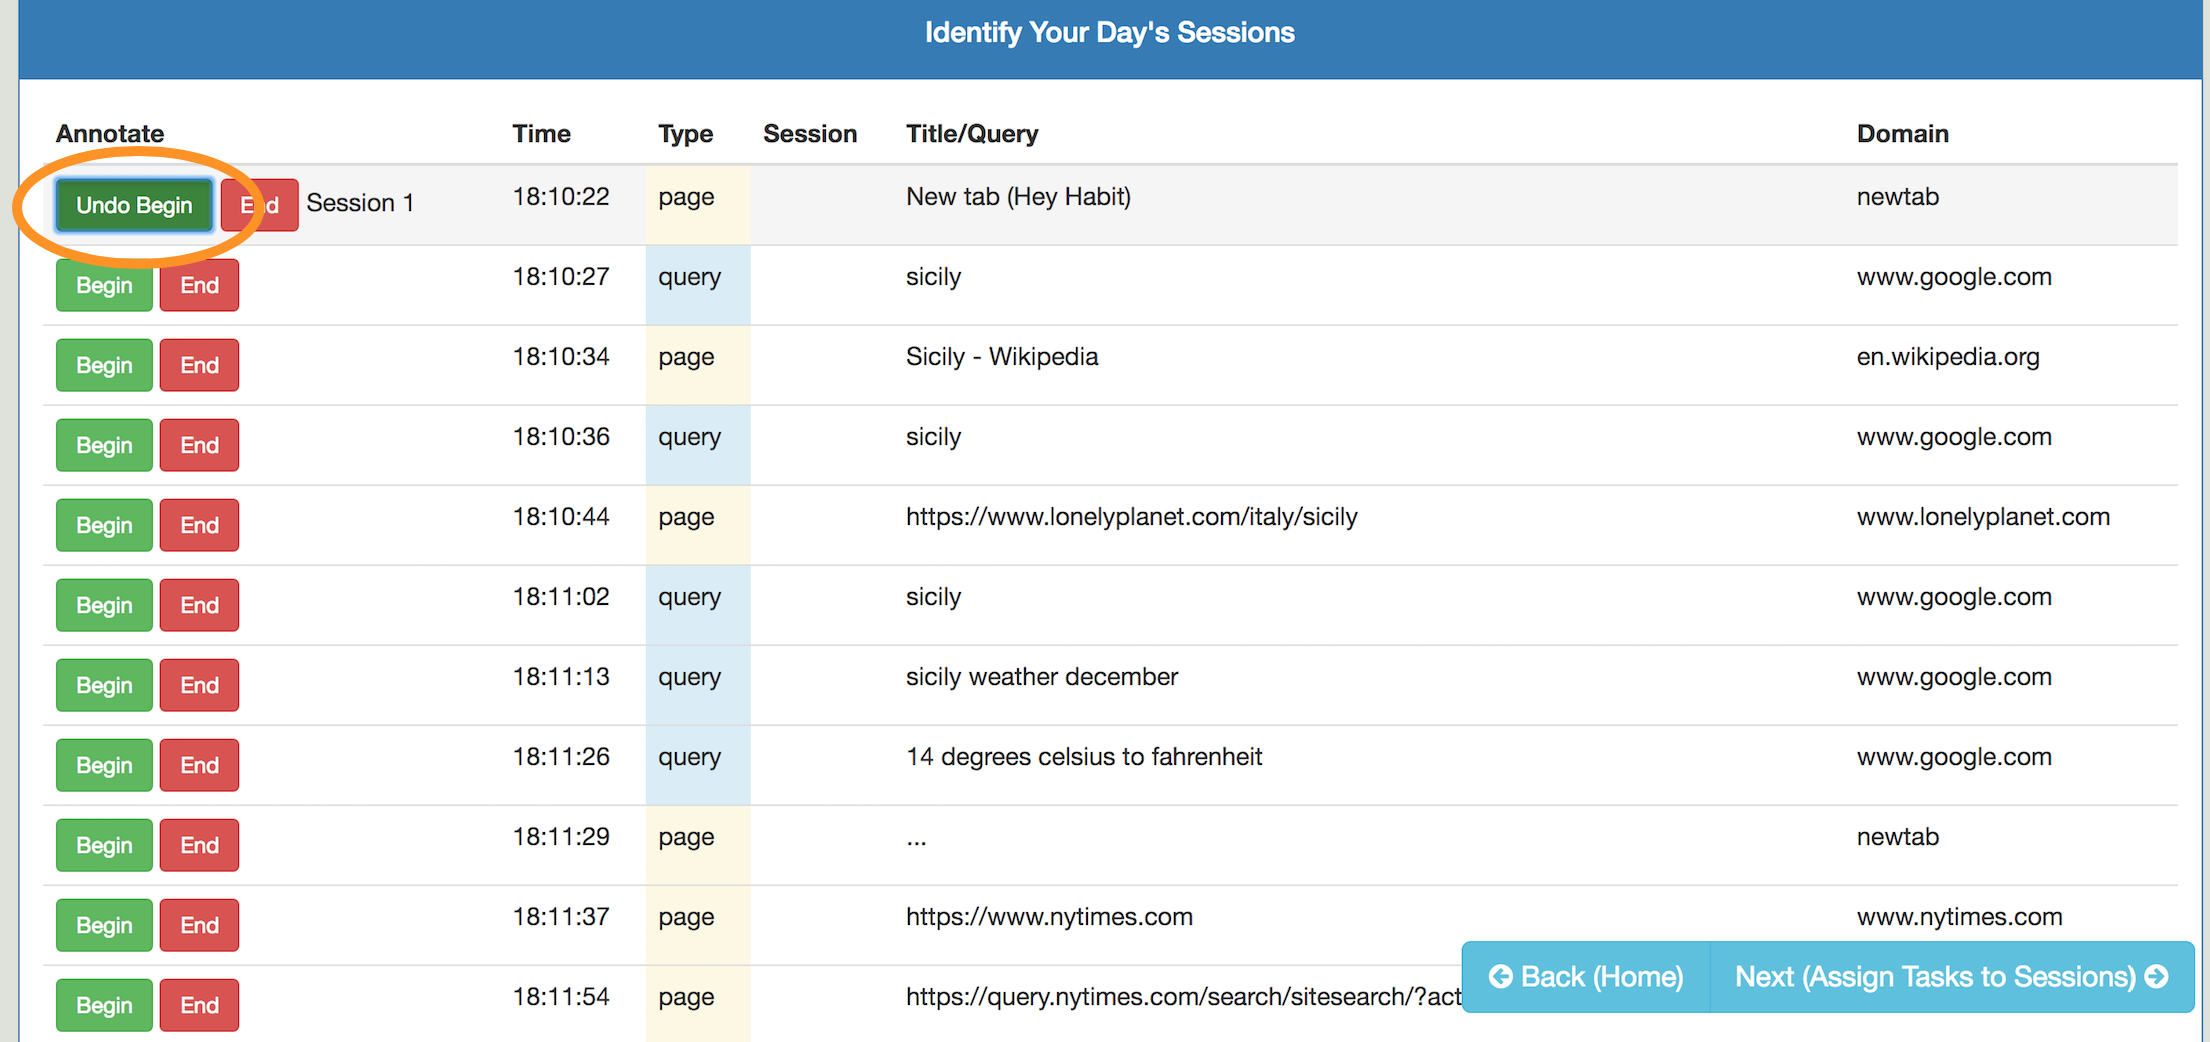 Identify Your Day's Sessions
Annotate Time Type Session Title/Query Domain
Undo Begin End Session 1 18:10:22 page New tab (Hey Habit) newtab
Begin End 18:10:27 query sicily www.google.com
Begin End 18:10:34 page Sicily - Wikipedia en.wikipedia.org
Begin End 18:10:36 query sicily www.google.com
Begin End 18:10:44 page https://www.lonelyplanet.com/italy/sicily www.lonelyplanet.com
Begin End 18:11:02 query sicily www.google.com
Begin End 18:11:13 query sicily weather december www.google.com
Begin End 18:11:26 query 14 degrees celsius to fahrenheit www.google.com
Begin End 18:11:29 page ... newtab
Begin End 18:11:37 page https://www.nytimes.com www.nytimes.com
Begin End 18:11:54 page https://query.nytimes.com/search/sitesearch/?act
Back (Home) Next (Assign Tasks to Sessions)